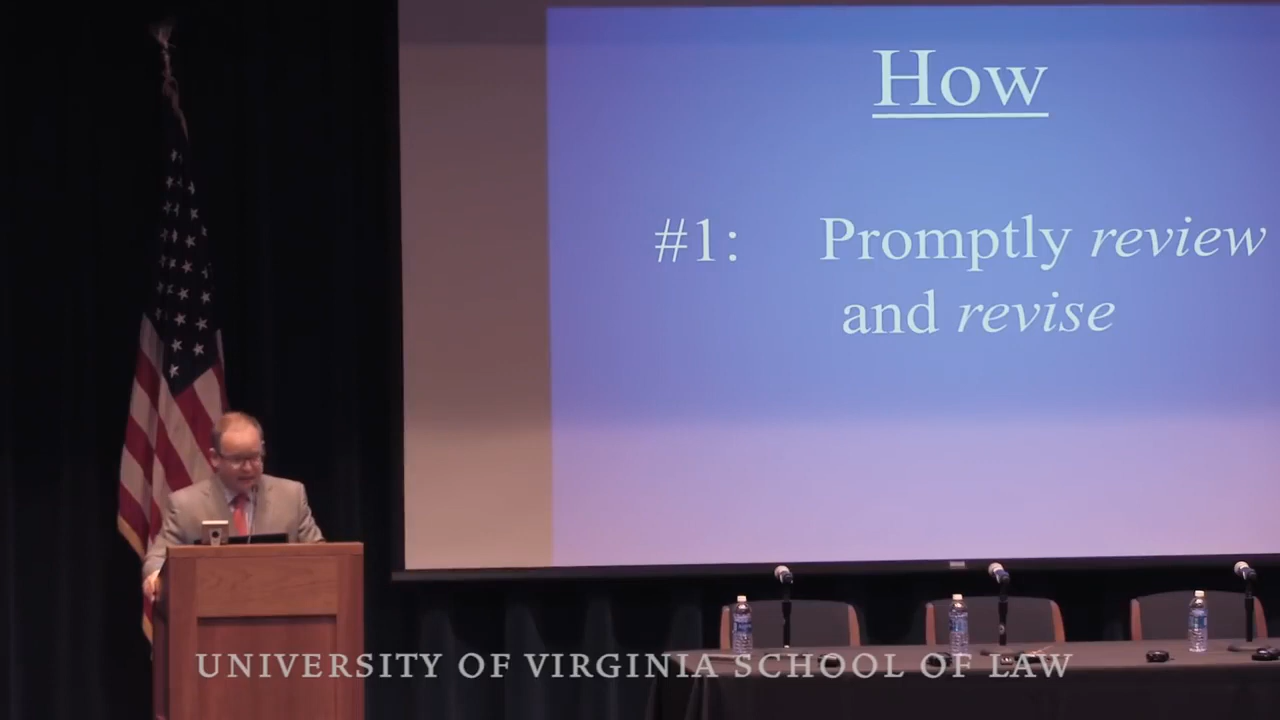 How
#1: Promptly review
and revise
UNIVERSITY OF VIRGINIA SCHOOL OF LAW